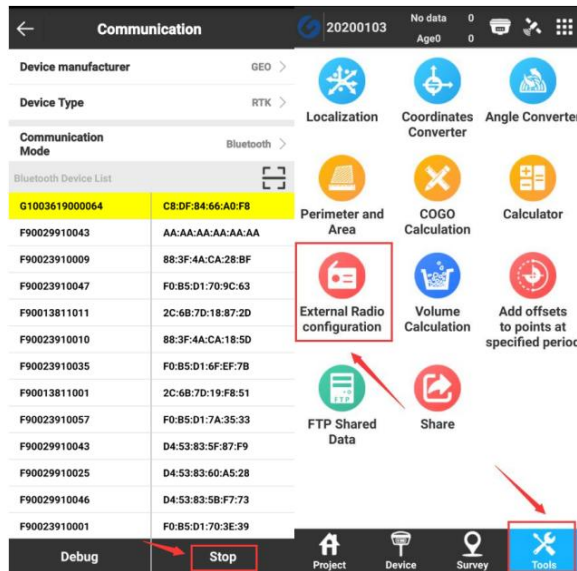 Communication
Device manufacturer GEO >
Device Type RTK >
Communication
Mode
Bluetooth >
Bluetooth Device List
G1003619000064 C8:DF:84:66:A0:F8
F90029910043 AA:AA:AA:AA:AA:AA
F90023910009 88:3F:4A:CA:28:BF
F90023910047 F0:B5:D1:70:9C:63
F90013811011 2C:6B:7D:18:87:2D
F90023910010 88:3F:4A:CA:18:5D
F90023910035 F0:B5:D1:6F:EF:7B
F90013811001 2C:6B:7D:19:F8:51
F90023910057 F0:B5:D1:7A:35:33
F90029910043 D4:53:83:5F:87:F9
F90029910025 D4:53:83:60:A5:28
F90029910046 D4:53:83:5B:F7:73
F90023910001 F0:B5:D1:70:3E:39
Debug Stop
20200103 No data 0
Age0 0
Localization
Coordinates
Converter
Angle Converter
Perimeter and
Area
COGO
Calculation
Calculator
External Radio
configuration
Volume
Calculation
Add offsets
to points at
specified period
FTP
FTP Shared
Data
Share
Project Device Survey Tools